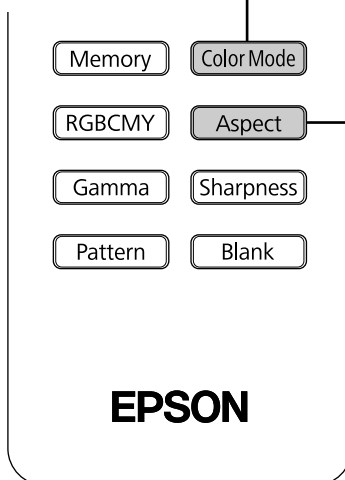 Memory Color Mode
RGBCMY Aspect
Gamma Sharpness
Pattern Blank
EPSON